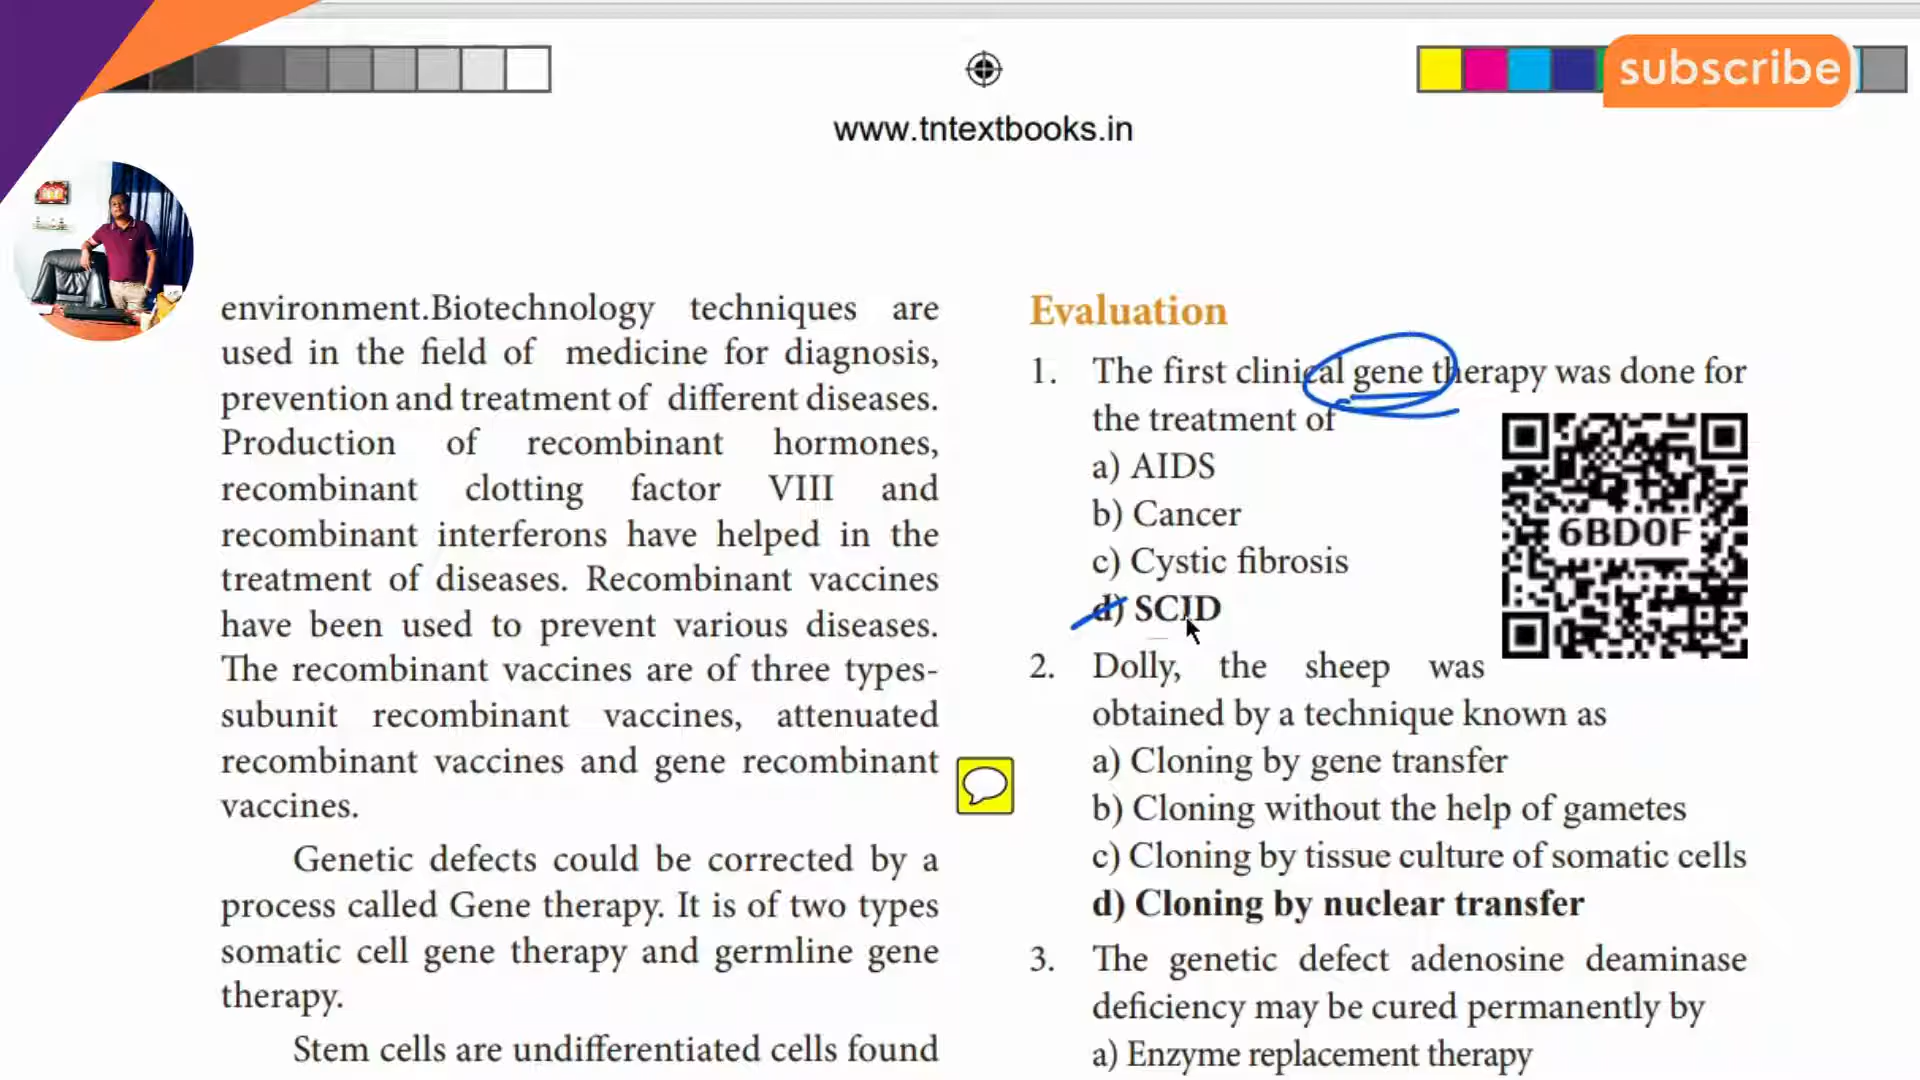 subscribe
www.tntextbooks.in
environment.Biotechnology techniques are
used in the field of medicine for diagnosis,
prevention and treatment of different diseases.
Production of recombinant hormones,
recombinant clotting factor VIII and
recombinant interferons have helped in the
treatment of diseases. Recombinant vaccines
have been used to prevent various diseases.
The recombinant vaccines are of three types-
subunit recombinant vaccines, attenuated
recombinant vaccines and gene recombinant
vaccines.
Genetic defects could be corrected by a
process called Gene therapy. It is of two types
somatic cell gene therapy and germline gene
therapy.
Stem cells are undifferentiated cells found
Evaluation
1. The first clinical gene therapy was done for
the treatment of
a) AIDS
b) Cancer
c) Cystic fibrosis
d) SCID
6BD0F
2. Dolly, the sheep was
obtained by a technique known as
a) Cloning by gene transfer
b) Cloning without the help of gametes
c) Cloning by tissue culture of somatic cells
d) Cloning by nuclear transfer
3. The genetic defect adenosine deaminase
deficiency may be cured permanently by
a) Enzyme replacement therapy